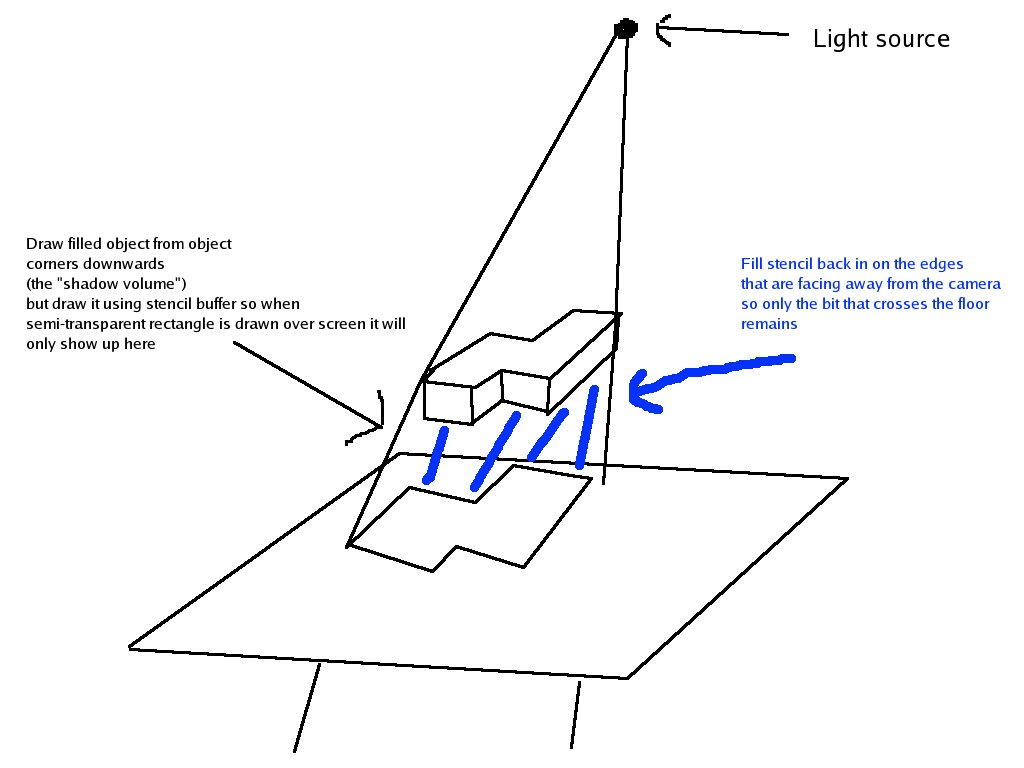 Light source
Draw filled object from object
corners downwards
(the "shadow volume")
but draw it using stencil buffer so when
semi-transparent rectangle is drawn over screen it will
only show up here
Fill stencil back in on the edges
that are facing away from the camera
so only the bit that crosses the floor
remains